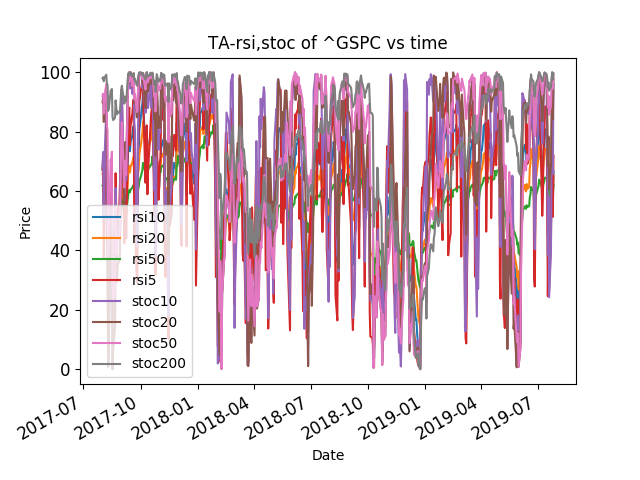 TA-rsi,stoc of ^GSPC vs time
Price
100
80
60
40
20
0
rsi10
rsi20
rsi50
rsi5
stoc10
stoc20
stoc50
stoc200
2017-07
2017-10
2018-01
2018-04
2018-07
2018-10
2019-01
2019-04
2019-07
Date